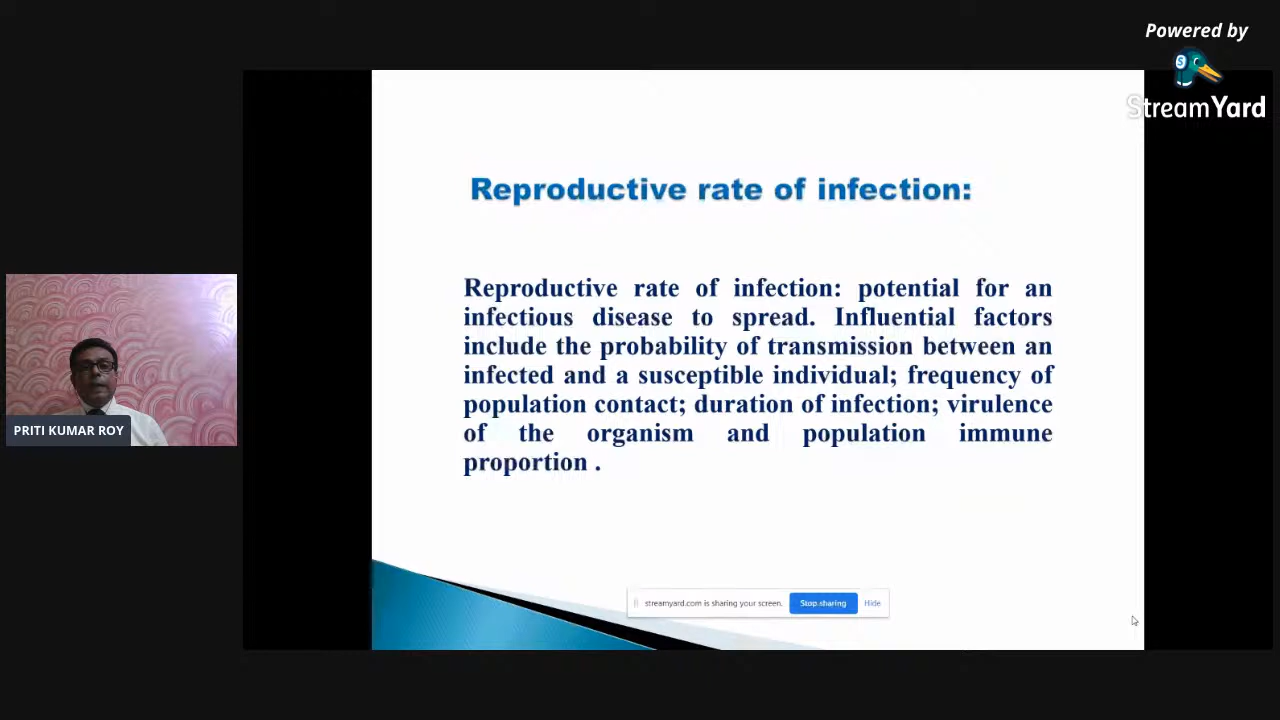 Powered by
StreamYard
Reproductive rate of infection:
Reproductive rate of infection: potential for an
infectious disease to spread. Influential factors
include the probability of transmission between an
infected and a susceptible individual; frequency of
population contact; duration of infection; virulence
of the organism and population immune
proportion .
PRITI KUMAR ROY
streamyard.com is sharing your screen.
Stop sharing
Hide